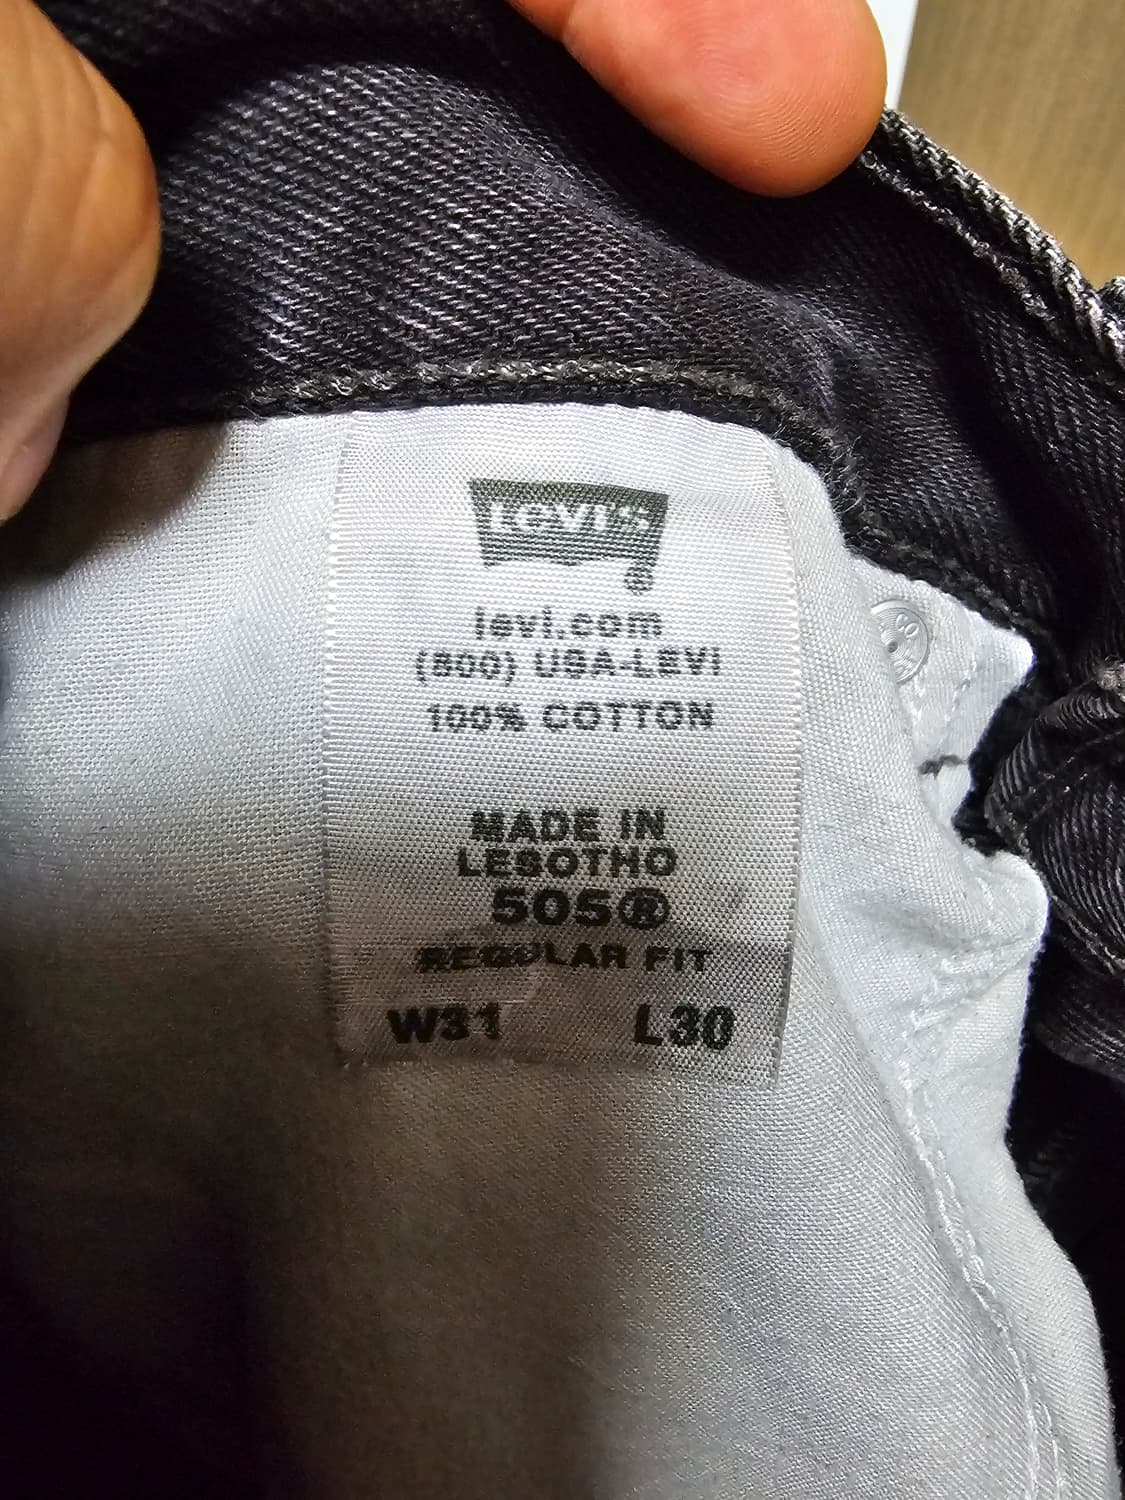 Levi's
®
levi.com
(800) USA-LEVI
100% COTTON
MADE IN
LESOTHO
505®
REGULAR FIT
W31 L30